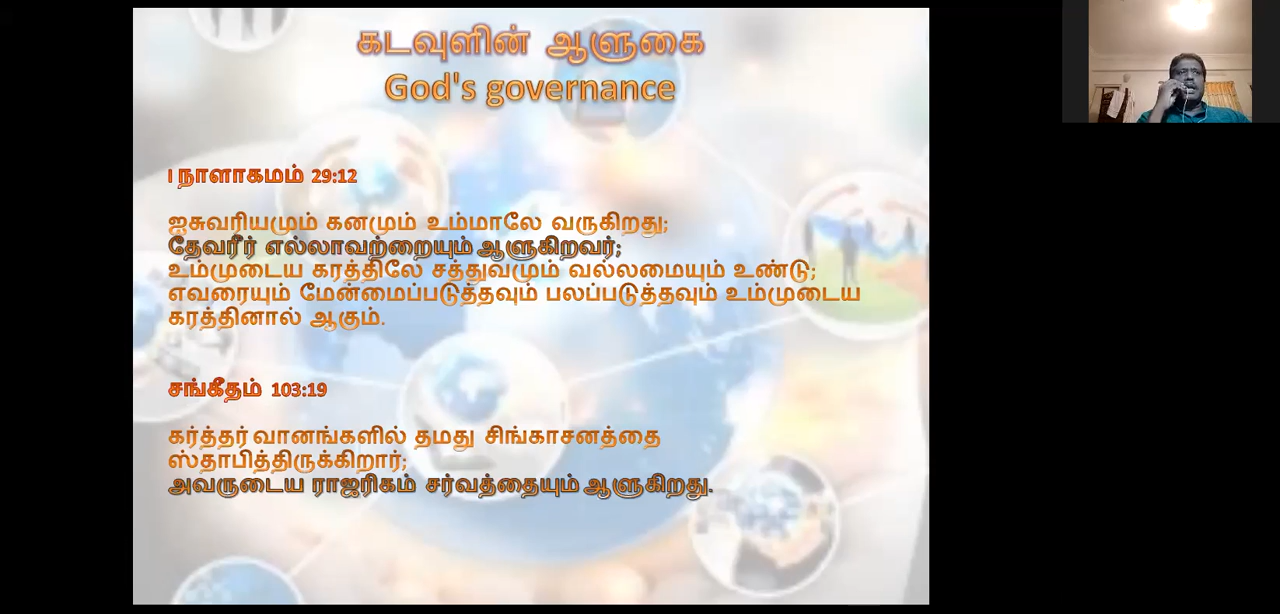 கடவுளின் ஆளுகை
God's governance
I நாளாகமம் 29:12
ஐசுவரியமும் கனமும் உம்மாலே வருகிறது;
தேவரீர் எல்லாவற்றையும் ஆளுகிறவர்;
உம்முடைய கரத்திலே சத்துவமும் வல்லமையும் உண்டு;
எவரையும் மேன்மைப்படுத்தவும் பலப்படுத்தவும் உம்முடைய
கரத்தினால் ஆகும்.
சங்கீதம் 103:19
கர்த்தர் வானங்களில் தமது சிங்காசனத்தை
ஸ்தாபித்திருக்கிறார்;
அவருடைய ராஜரிகம் சர்வத்தையும் ஆளுகிறது.